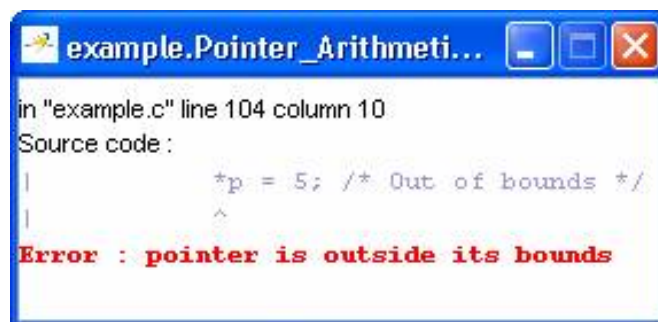 example.Pointer_Arithmeti...
in "example.c" line 104 column 10
Source code :
| *p = 5; /* Out of bounds */
| ^
Error : pointer is outside its bounds